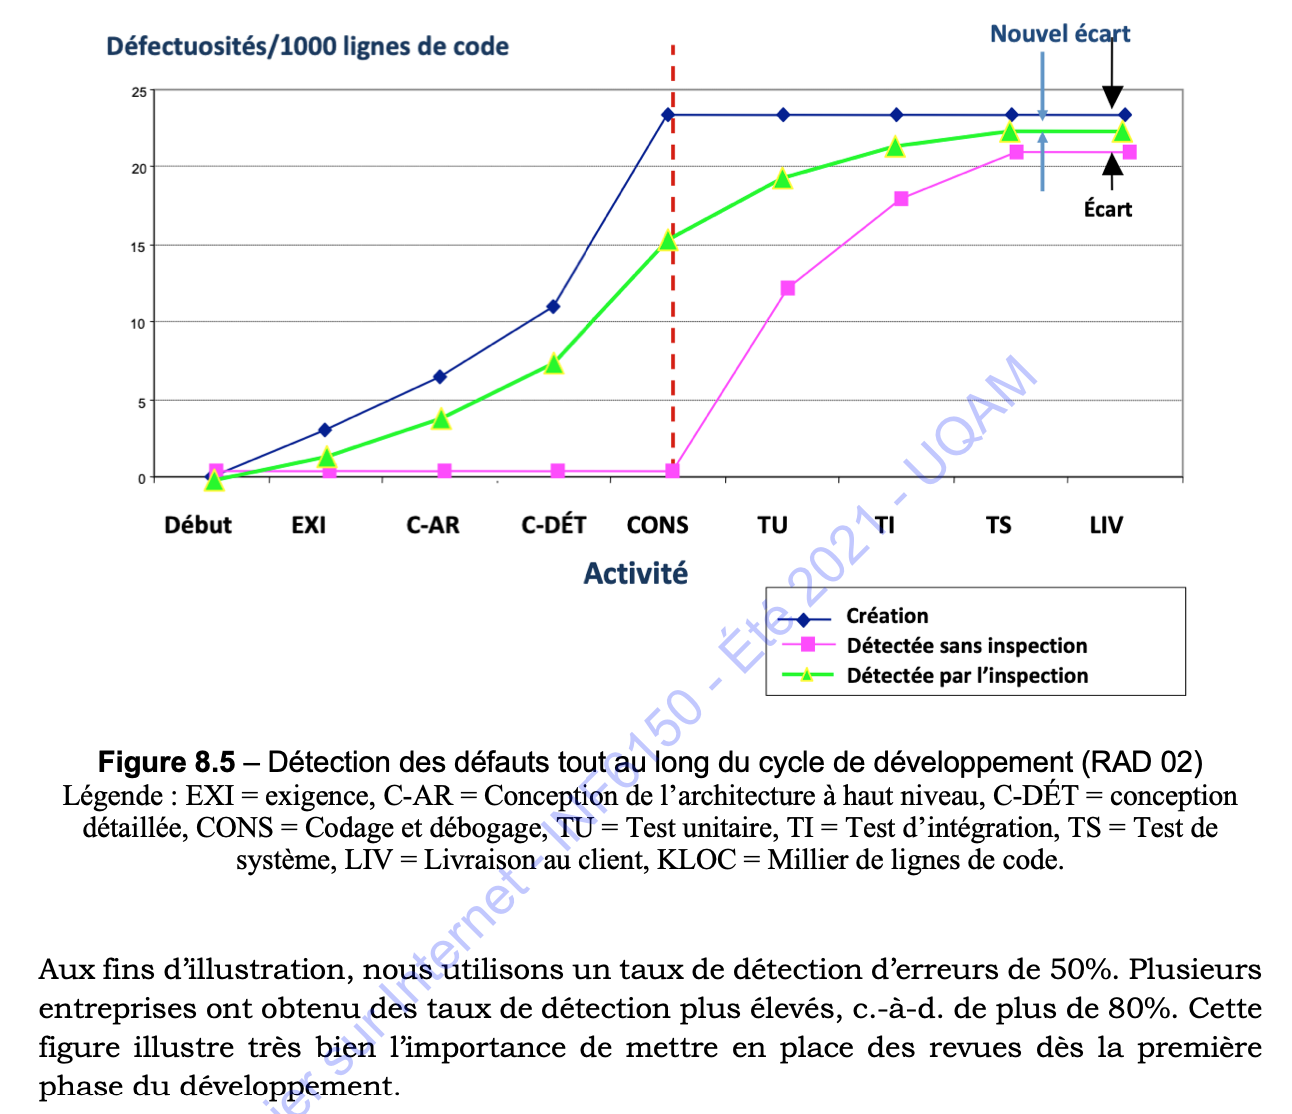 Défectuosités/1000 lignes de code
Nouvel écart
25
20
15
10
5
0
Écart
Début EXI C-AR C-DÉT CONS TU TI TS LIV
Activité
Création
Détectée sans inspection
Détectée par l’inspection
Figure 8.5 – Détection des défauts tout au long du cycle de développement (RAD 02)
Légende : EXI = exigence, C-AR = Conception de l’architecture à haut niveau, C-DÉT = conception
détaillée, CONS = Codage et débogage, TU = Test unitaire, TI = Test d’intégration, TS = Test de
système, LIV = Livraison au client, KLOC = Millier de lignes de code.
Aux fins d’illustration, nous utilisons un taux de détection d’erreurs de 50%. Plusieurs
entreprises ont obtenu des taux de détection plus élevés, c.-à-d. de plus de 80%. Cette
figure illustre très bien l’importance de mettre en place des revues dès la première
phase du développement.
sur Internet - INF6150 - Été 2021 - UQAM